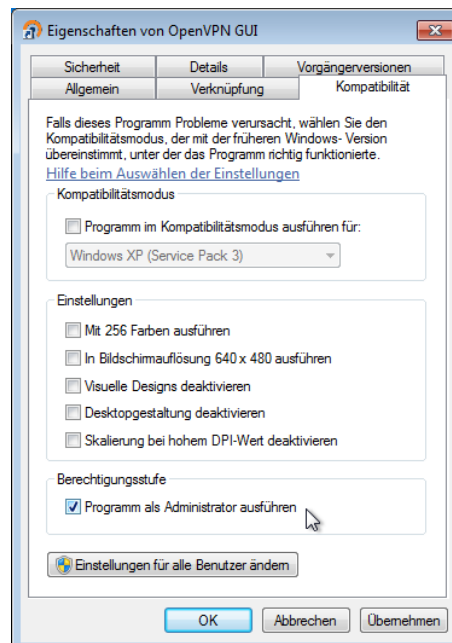 Eigenschaften von OpenVPN GUI
Sicherheit Details Vorgängerversionen
Allgemein Verknüpfung Kompatibilität
Falls dieses Programm Probleme verursacht, wählen Sie den
Kompatibilitätsmodus, der mit der früheren Windows- Version
übereinstimmt, unter der das Programm richtig funktionierte.
Hilfe beim Auswählen der Einstellungen
Kompatibilitätsmodus
Programm im Kompatibilitätsmodus ausführen für:
Windows XP (Service Pack 3)
Einstellungen
Mit 256 Farben ausführen
In Bildschirmauflösung 640 x 480 ausführen
Visuelle Designs deaktivieren
Desktopgestaltung deaktivieren
Skalierung bei hohem DPI-Wert deaktivieren
Berechtigungsstufe
Programm als Administrator ausführen
Einstellungen für alle Benutzer ändern
OK Abbrechen Übernehmen